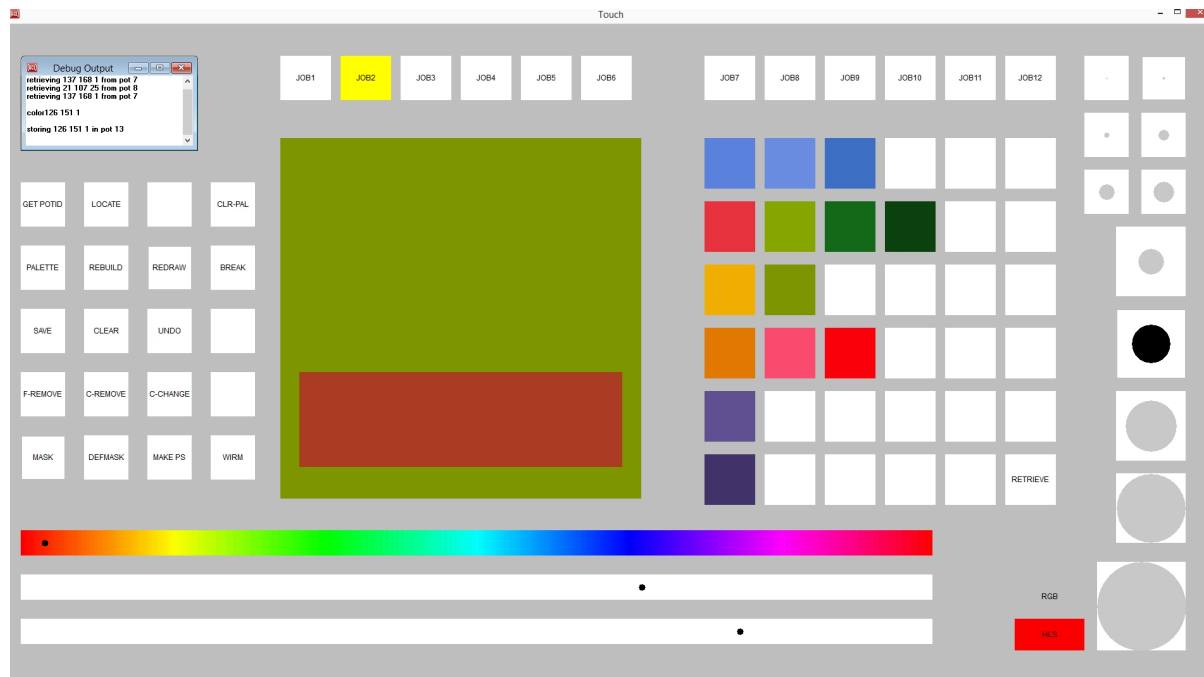 Touch
Debug Output
retrieving 137 168 1 from pot 7
retrieving 21 107 25 from pot 8
retrieving 137 168 1 from pot 7
color126 151 1
storing 126 151 1 in pot 13
JOB1 JOB2 JOB3 JOB4 JOB5 JOB6 JOB7 JOB8 JOB9 JOB10 JOB11 JOB12
GET POTID LOCATE CLR-PAL
PALETTE REBUILD REDRAW BREAK
SAVE CLEAR UNDO
F-REMOVE C-REMOVE C-CHANGE
MASK DEFMASK MAKE PS WIRM
RETRIEVE
RGB
HLS